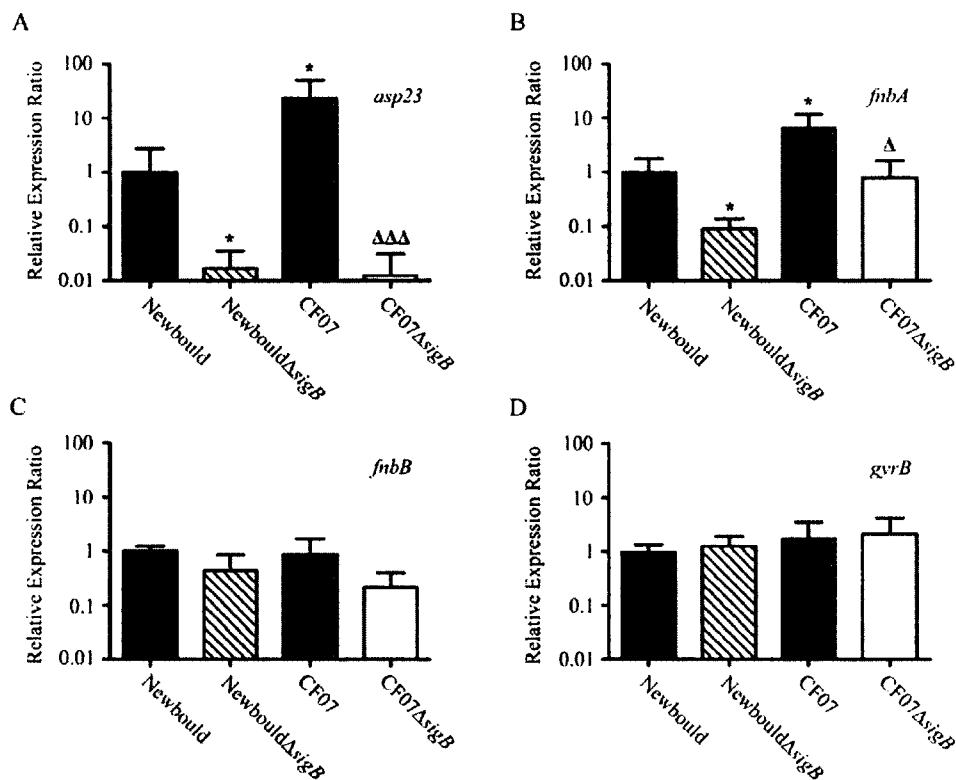 A
Relative Expression Ratio
100
10
1
0.1
0.01
asp23
*
*
ΔΔΔ
Newbould
NewbouldΔsigB
CF07
CF07ΔsigB
B
Relative Expression Ratio
100
10
1
0.1
0.01
fnbA
*
*
Δ
Newbould
NewbouldΔsigB
CF07
CF07ΔsigB
C
Relative Expression Ratio
100
10
1
0.1
0.01
fnbB
Newbould
NewbouldΔsigB
CF07
CF07ΔsigB
D
Relative Expression Ratio
100
10
1
0.1
0.01
gyrB
Newbould
NewbouldΔsigB
CF07
CF07ΔsigB